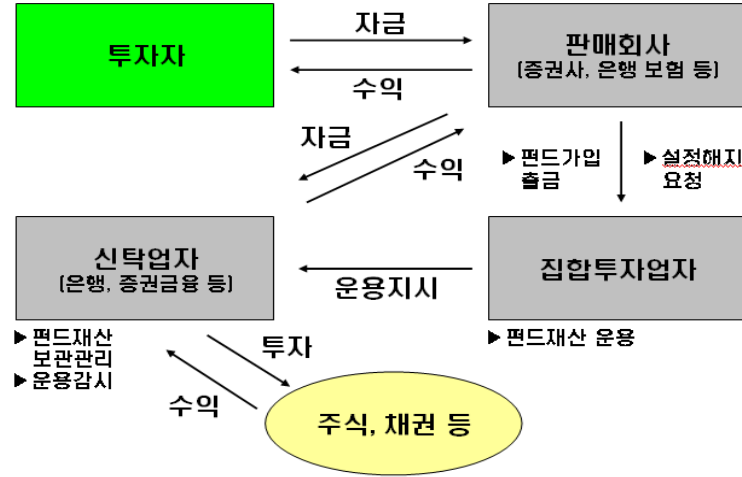 투자자
자금
수익
판매회사
(증권사, 은행 보험 등)
자금
수익
▶ 펀드가입
출금
▶ 설정해지
요청
신탁업자
(은행, 증권금융 등)
운용지시
집합투자업자
▶ 펀드재산
보관관리
▶ 운용감시
▶ 펀드재산 운용
투자
수익
주식, 채권 등